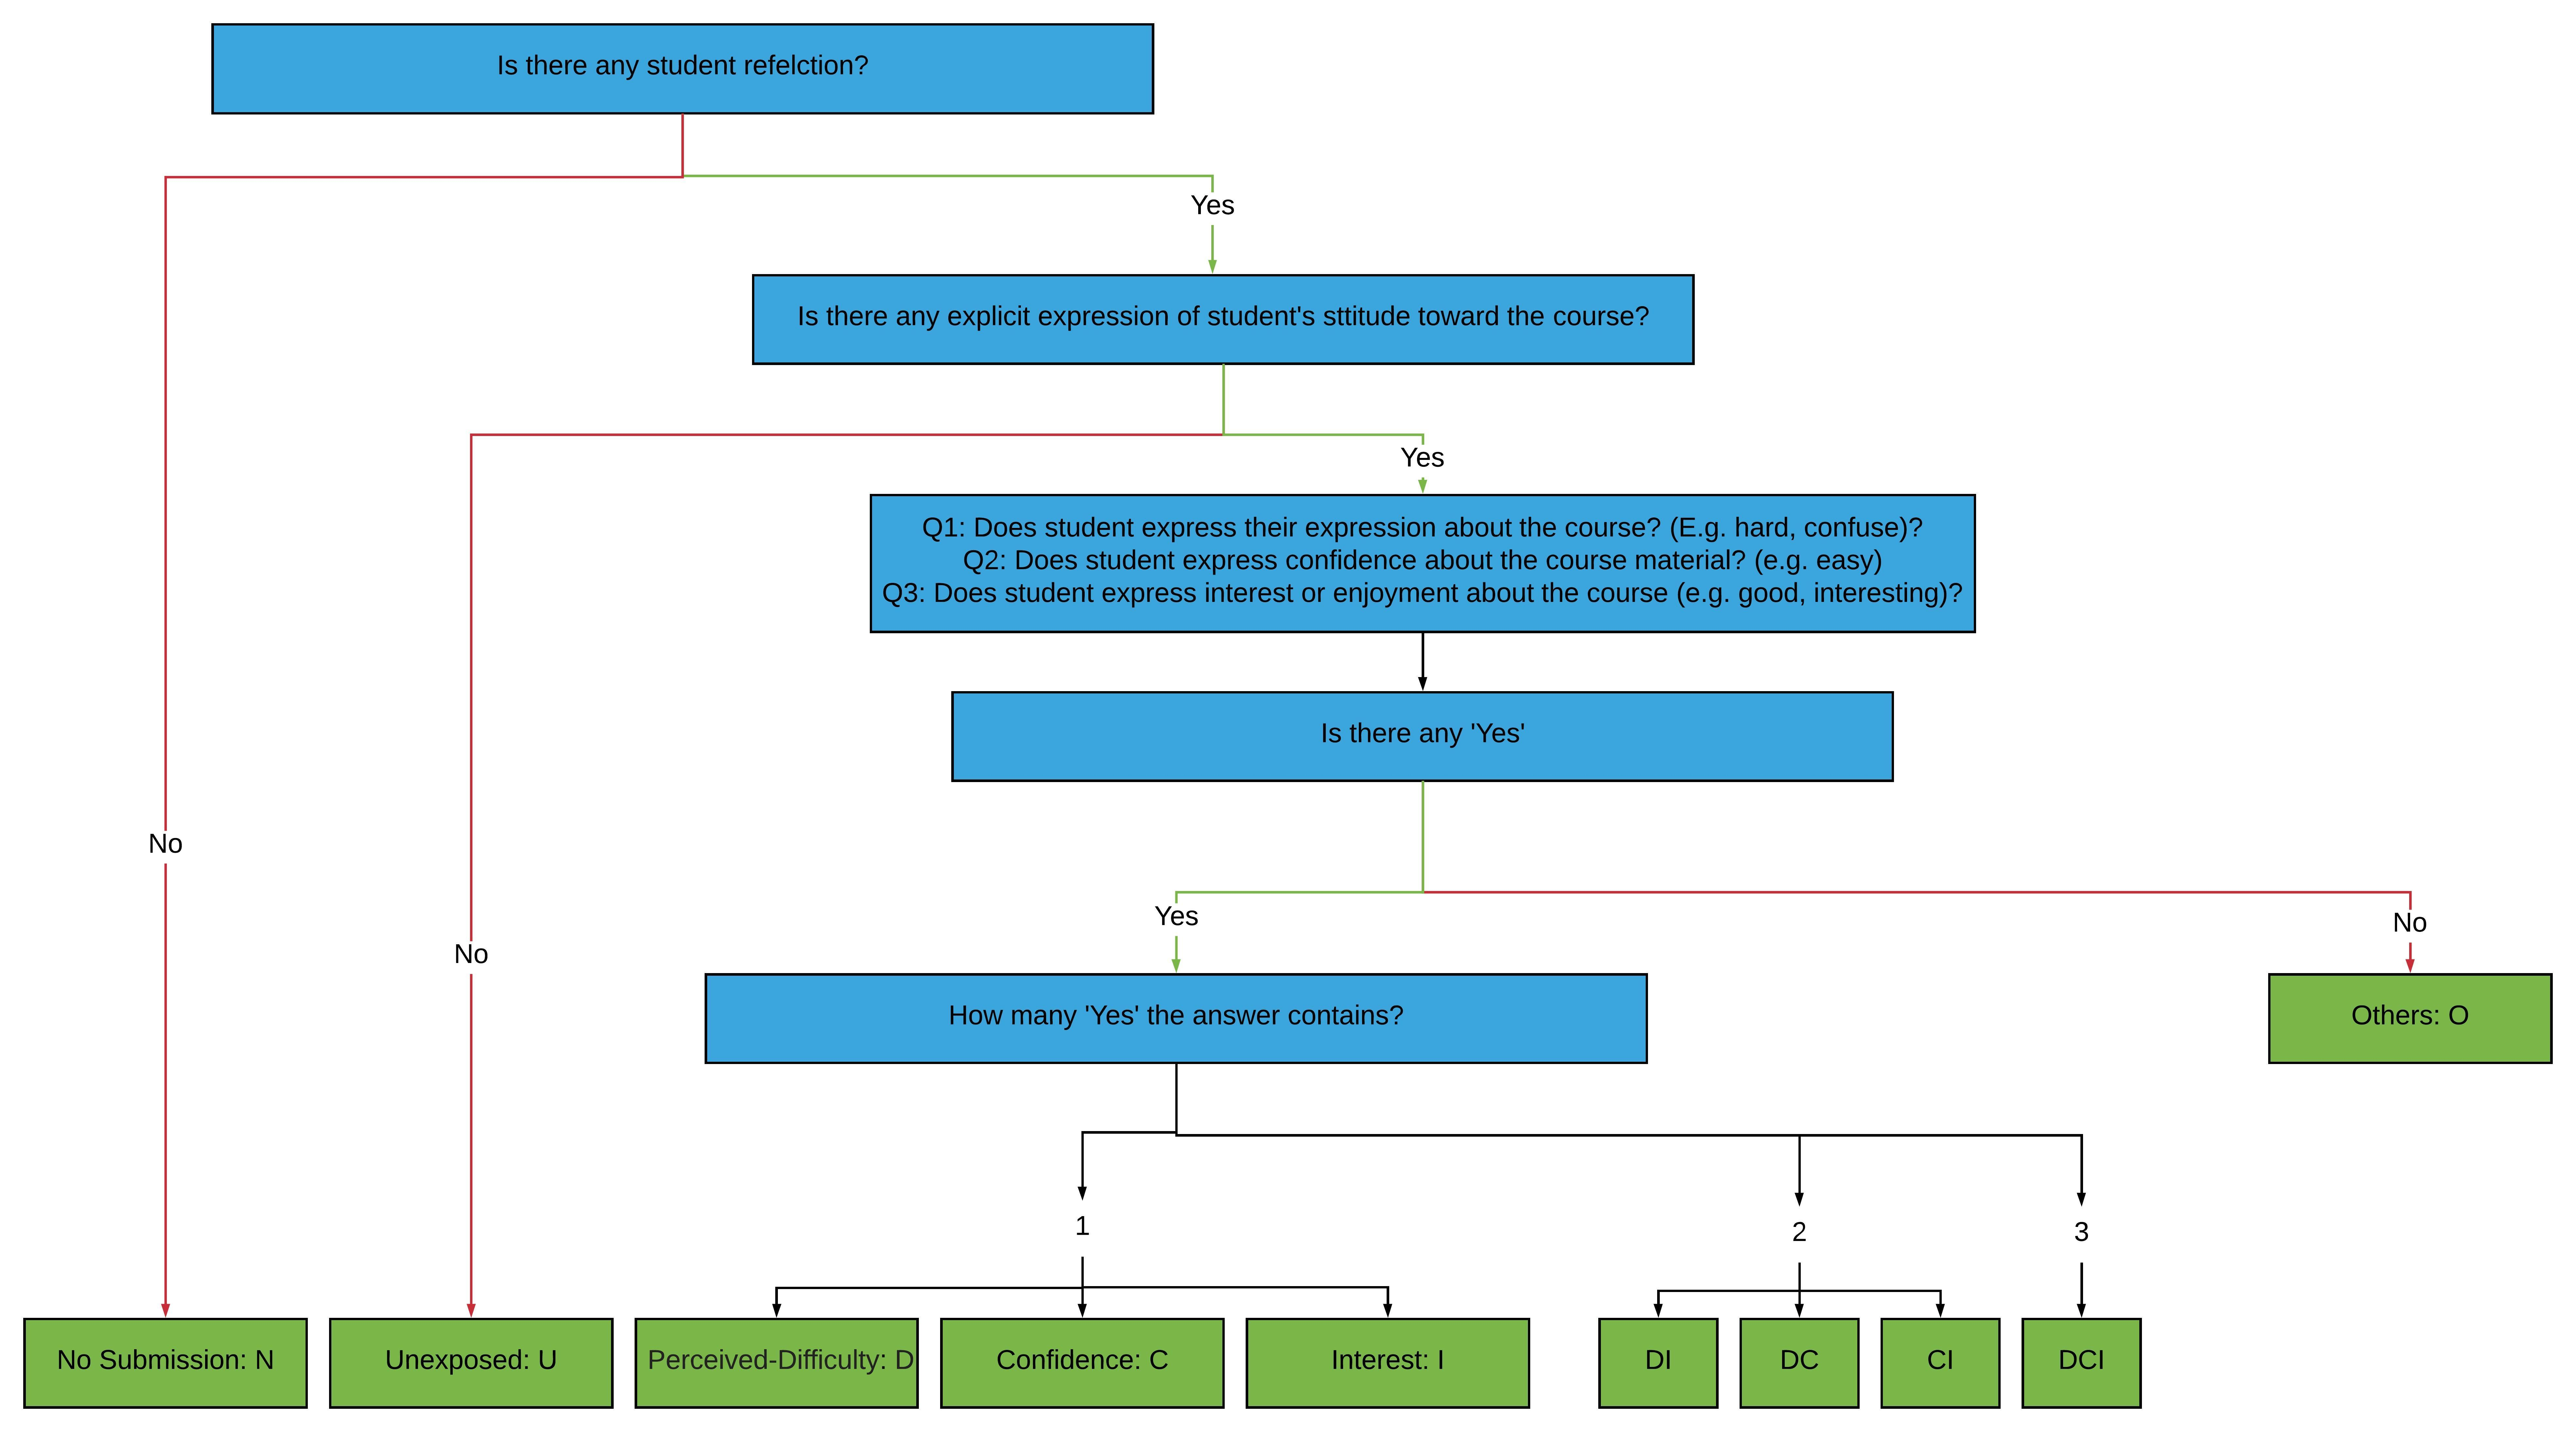 Is there any student refelction?
Yes
Is there any explicit expression of student's sttitude toward the course?
Yes
Q1: Does student express their expression about the course? (E.g. hard, confuse)?
Q2: Does student express confidence about the course material? (e.g. easy)
Q3: Does student express interest or enjoyment about the course (e.g. good, interesting)?
Is there any 'Yes'
No
No
Yes
No
How many 'Yes' the answer contains?
Others: O
1
2
3
No Submission: N
Unexposed: U
Perceived-Difficulty: D
Confidence: C
Interest: I
DI
DC
CI
DCI